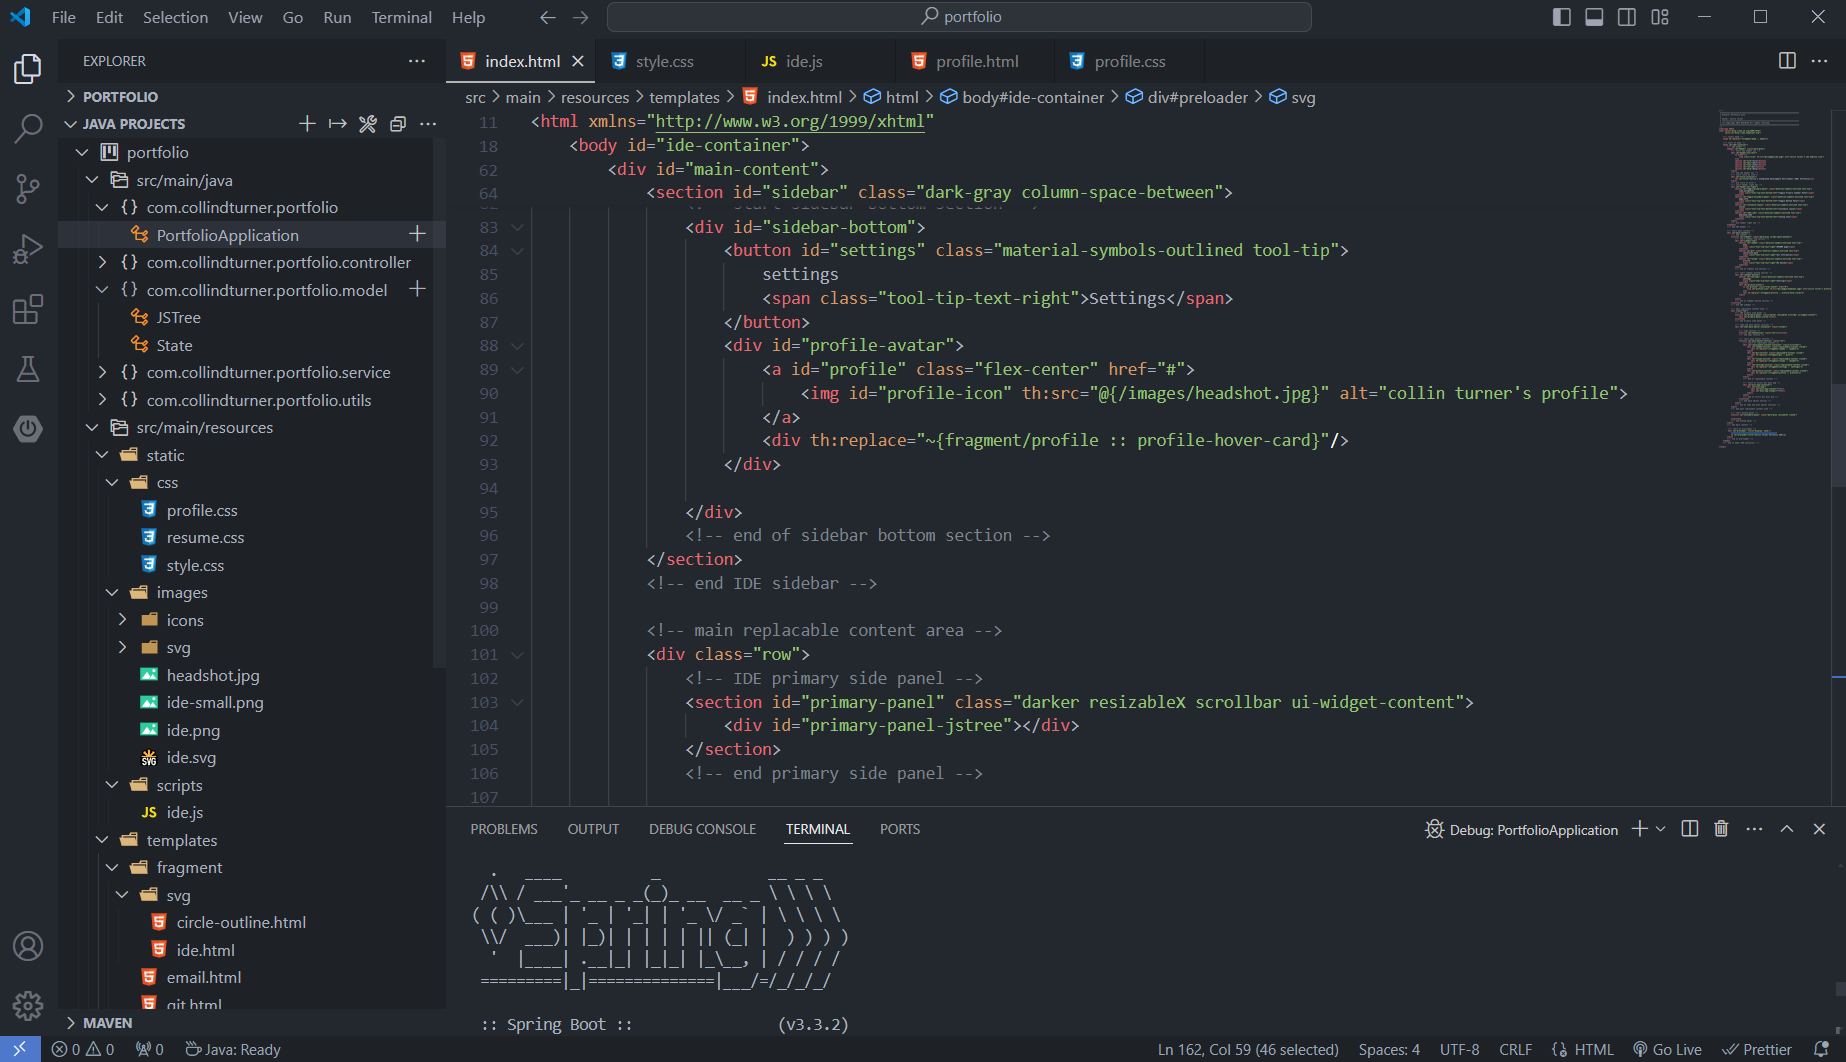 File Edit Selection View Go Run Terminal Help
portfolio
EXPLORER
PORTFOLIO
JAVA PROJECTS
portfolio
src/main/java
{} com.collindturner.portfolio
PortfolioApplication
{} com.collindturner.portfolio.controller
{} com.collindturner.portfolio.model
JSTree
State
{} com.collindturner.portfolio.service
{} com.collindturner.portfolio.utils
src/main/resources
static
css
profile.css
resume.css
style.css
images
icons
svg
headshot.jpg
ide-small.png
ide.png
ide.svg
scripts
JS ide.js
templates
fragment
svg
circle-outline.html
ide.html
email.html
git.html
MAVEN
index.html style.css JS ide.js profile.html profile.css
src > main > resources > templates > index.html > html > body#ide-container > div#preloader > svg
11 <html xmlns="http://www.w3.org/1999/xhtml"
18 <body id="ide-container">
62 <div id="main-content">
64 <section id="sidebar" class="dark-gray column-space-between">
83 <div id="sidebar-bottom">
84 <button id="settings" class="material-symbols-outlined tool-tip">
85 settings
86 <span class="tool-tip-text-right">Settings</span>
87 </button>
88 <div id="profile-avatar">
89 <a id="profile" class="flex-center" href="#">
90 <img id="profile-icon" th:src="@{/images/headshot.jpg}" alt="collin turner's profile">
91 </a>
92 <div th:replace="~{fragment/profile :: profile-hover-card}"/>
93 </div>
94
95 </div>
96 <!-- end of sidebar bottom section -->
97 </section>
98 <!-- end IDE sidebar -->
99
100 <!-- main replacable content area -->
101 <div class="row">
102 <!-- IDE primary side panel -->
103 <section id="primary-panel" class="darker resizableX scrollbar ui-widget-content">
104 <div id="primary-panel-jstree"></div>
105 </section>
106 <!-- end primary side panel -->
107
PROBLEMS OUTPUT DEBUG CONSOLE TERMINAL PORTS
Debug: PortfolioApplication
  .   ____          _            __ _ _
 /\\ / ___'_ __ _ _(_)_ __  __ _ \ \ \ \
( ( )\___ | '_ | '_| | '_ \/ _` | \ \ \ \
 \\/  ___)| |_)| | | | | || (_| |  ) ) ) )
  '  |____| .__|_| |_|_| |_\__, | / / / /
 =========|_|==============|___/=/_/_/_/
:: Spring Boot :: (v3.3.2)
0 0 0 Java: Ready
Ln 162, Col 59 (46 selected) Spaces: 4 UTF-8 CRLF {} HTML Go Live Prettier